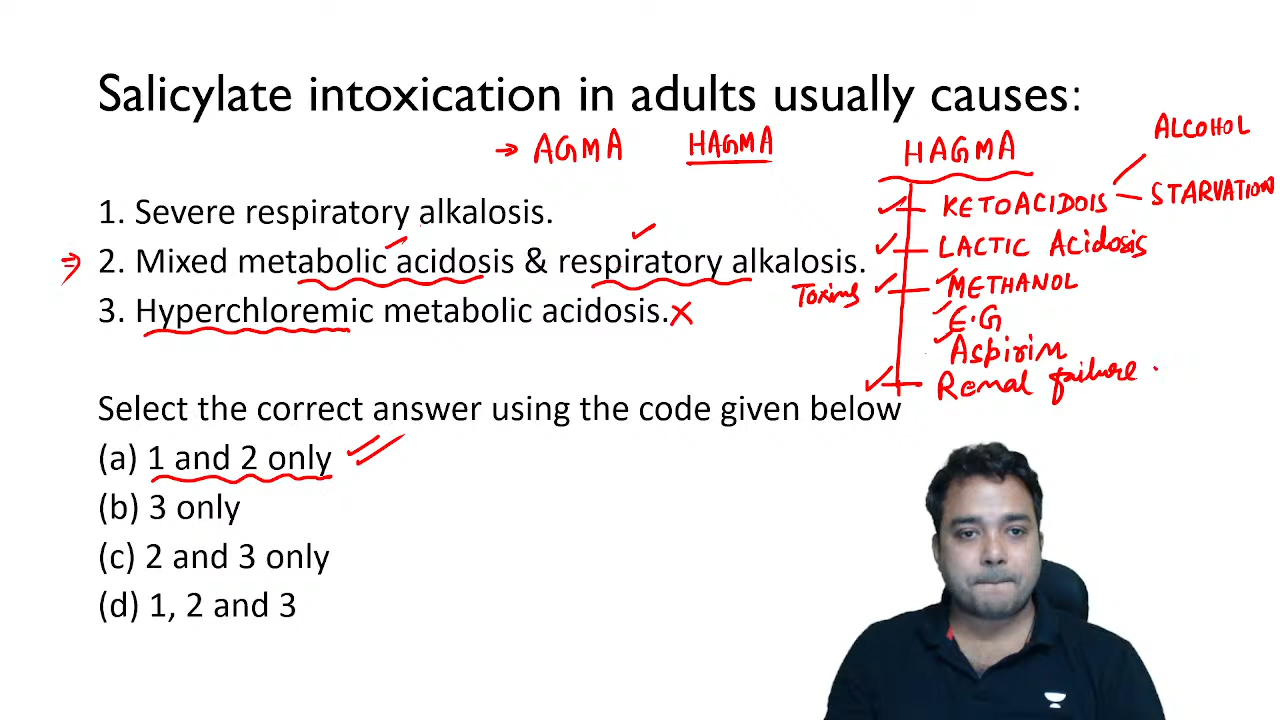 Salicylate intoxication in adults usually causes:
→ AGMA HAGMA
HAGMA
ALCOHOL
KETOACIDOIS
STARVATION
LACTIC ACidosis
Toxins
METHANOL
E.G
Aspirin
Renal failure.
1. Severe respiratory alkalosis.
2. Mixed metabolic acidosis & respiratory alkalosis.
3. Hyperchloremic metabolic acidosis. x
Select the correct answer using the code given below
(a) 1 and 2 only
(b) 3 only
(c) 2 and 3 only
(d) 1, 2 and 3